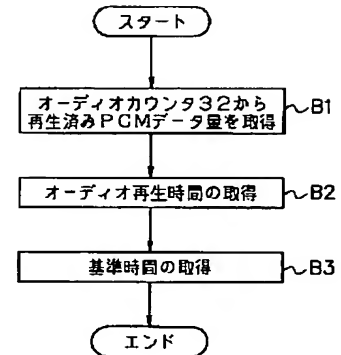 スタート
オーディオカウンタ32から
再生済みPCMデータ量を取得
B1
オーディオ再生時間の取得
B2
基準時間の取得
B3
エンド